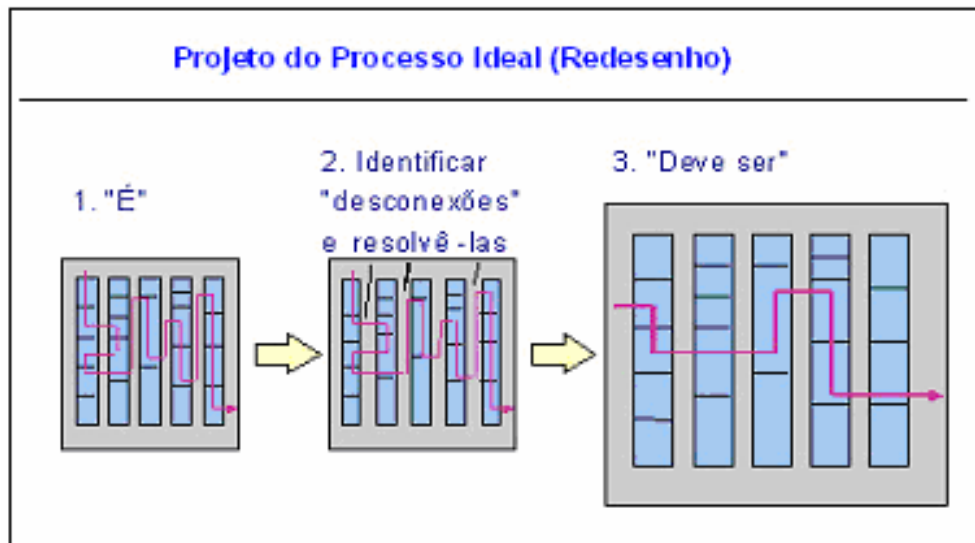 Projeto do Processo Ideal (Redesenho)
1. "É"
2. Identificar
"desconexões"
e resolvê-las
3. "Deve ser"